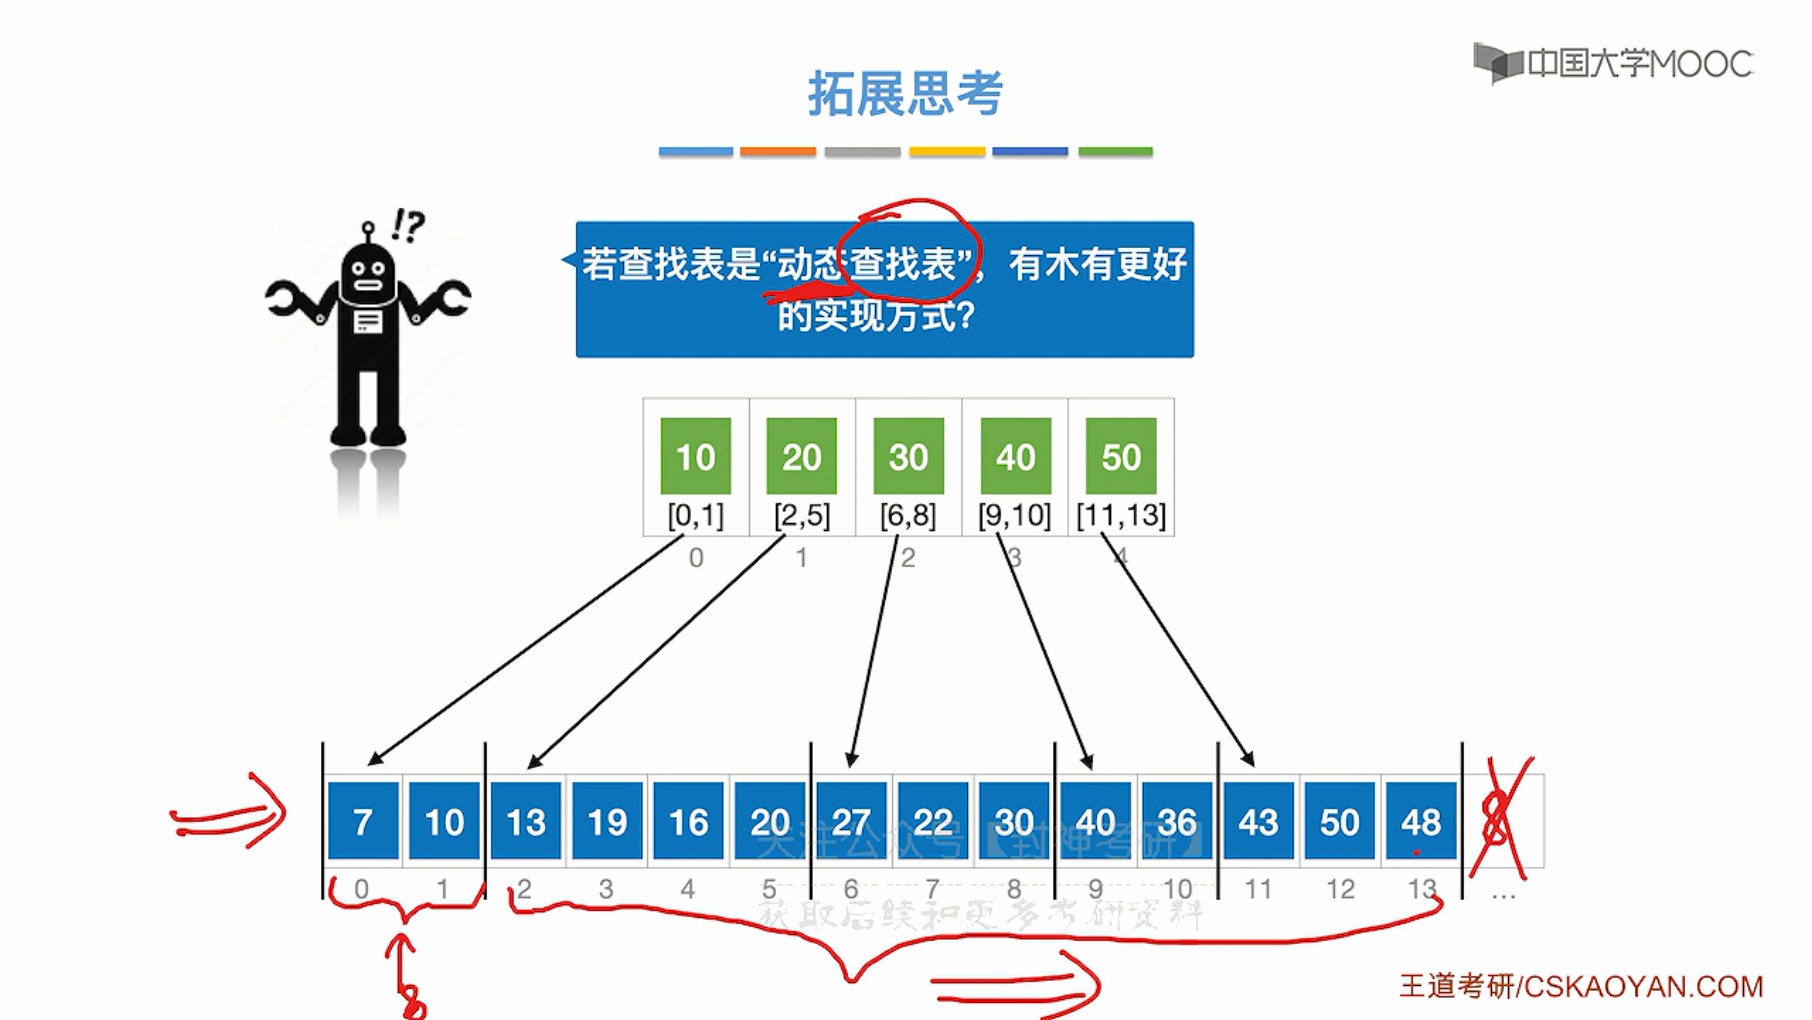 中国大学MOOC
拓展思考
!?
若查找表是“动态查找表”，有木有更好
的实现方式？
10 20 30 40 50
[0,1] [2,5] [6,8] [9,10] [11,13]
0 1 2 3 4
7 10 13 19 16 20 27 22 30 40 36 43 50 48 8
关注公众号【封神考研】
0 1 2 3 4 5 6 7 8 9 10 11 12 13 ...
获取后续和更多考研资料
8
王道考研/CSKAOYAN.COM